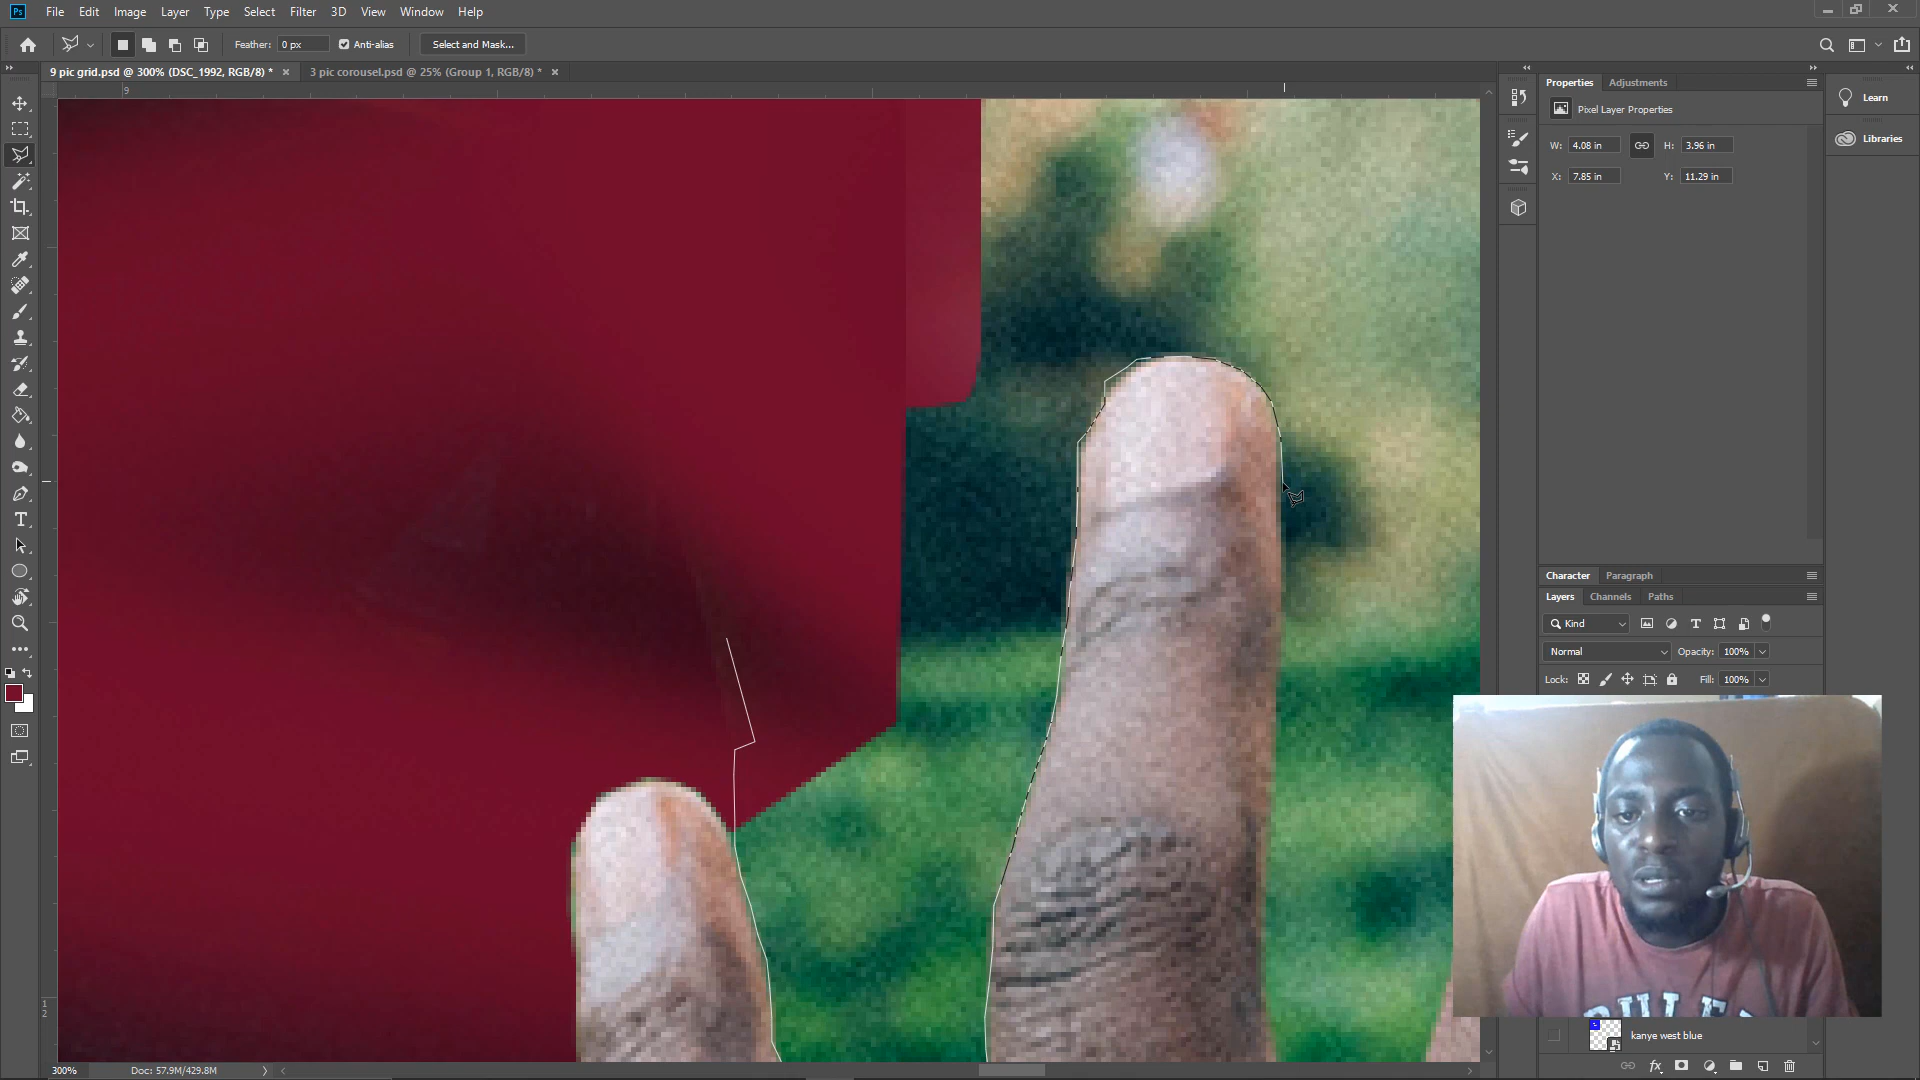 Ps File Edit Image Layer Type Select Filter 3D View Window Help
Feather: 0 px Anti-alias Select and Mask...
9 pic grid.psd @ 300% (DSC_1992, RGB/8) * × 3 pic corousel.psd @ 25% (Group 1, RGB/8) * ×
9
1
2
Properties Adjustments
Pixel Layer Properties
W: 4.08 in H: 3.96 in
X: 7.85 in Y: 11.29 in
Learn
Libraries
Character Paragraph
Layers Channels Paths
Kind
Normal Opacity: 100%
Lock: Fill: 100%
kanye west blue
300% Doc: 57.9M/429.8M